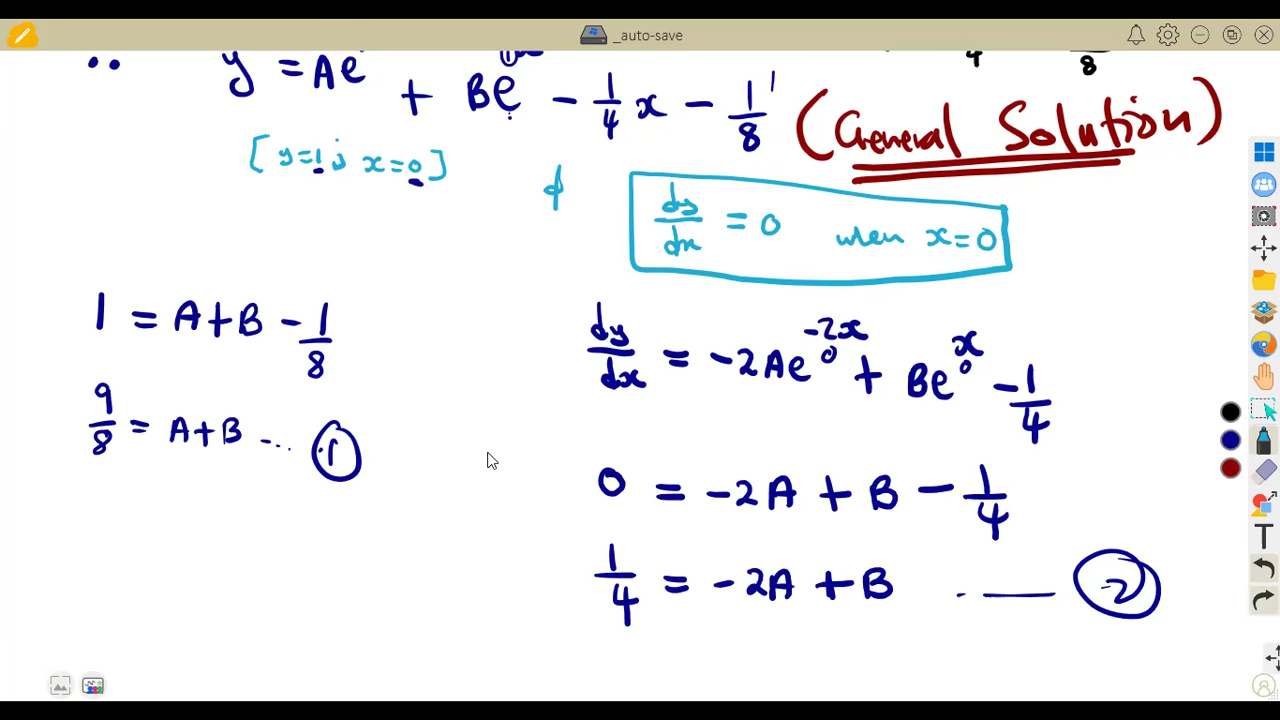 _auto-save
∴ y = Ae + Be - 1/4 x - 1/8 (General Solution)
[y=1; x=0]
dy/dx = 0 when x=0
1 = A+B - 1/8
9/8 = A+B ... ①
dy/dx = -2Ae^-2x + Be^x - 1/4
0 = -2A + B - 1/4
1/4 = -2A + B ②